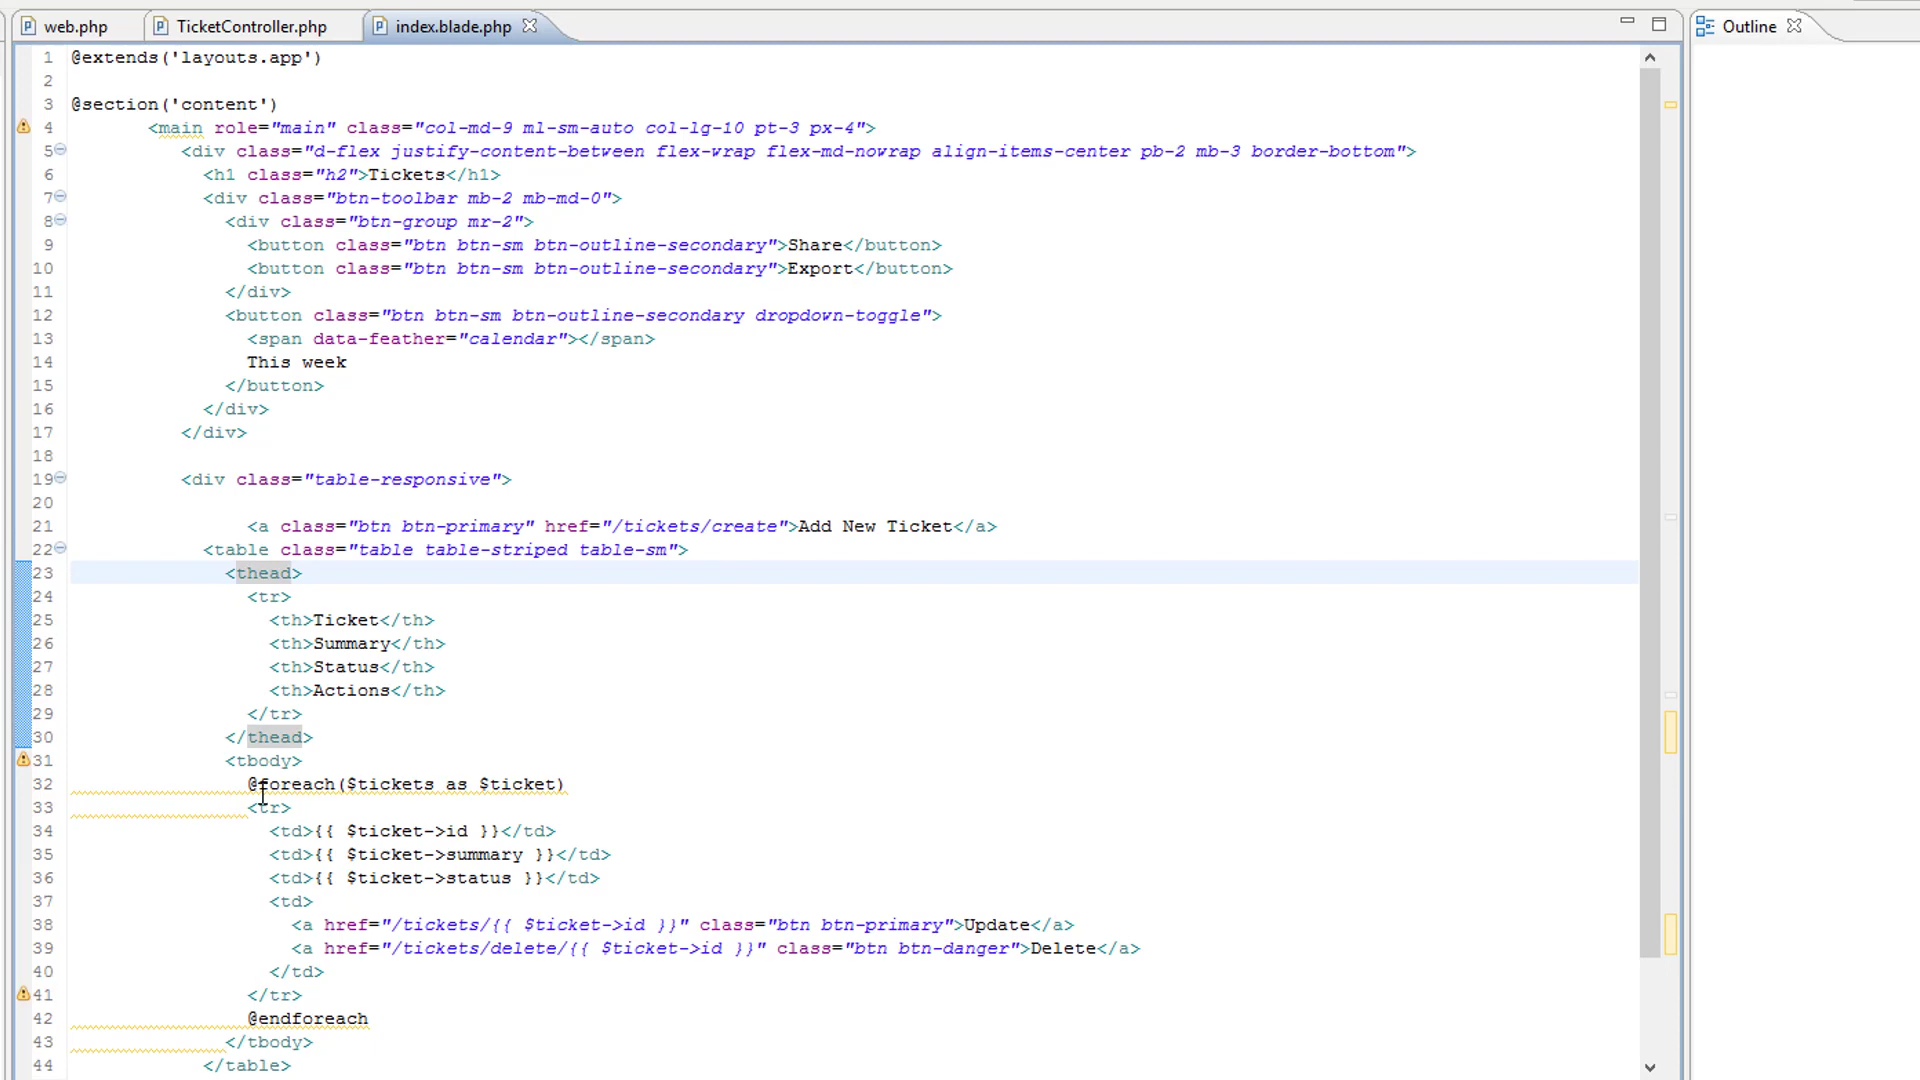 web.php TicketController.php index.blade.php Outline
1 @extends('layouts.app')
2
3 @section('content')
4 <main role="main" class="col-md-9 ml-sm-auto col-lg-10 pt-3 px-4">
5 <div class="d-flex justify-content-between flex-wrap flex-md-nowrap align-items-center pb-2 mb-3 border-bottom">
6 <h1 class="h2">Tickets</h1>
7 <div class="btn-toolbar mb-2 mb-md-0">
8 <div class="btn-group mr-2">
9 <button class="btn btn-sm btn-outline-secondary">Share</button>
10 <button class="btn btn-sm btn-outline-secondary">Export</button>
11 </div>
12 <button class="btn btn-sm btn-outline-secondary dropdown-toggle">
13 <span data-feather="calendar"></span>
14 This week
15 </button>
16 </div>
17 </div>
18
19 <div class="table-responsive">
20
21 <a class="btn btn-primary" href="/tickets/create">Add New Ticket</a>
22 <table class="table table-striped table-sm">
23 <thead>
24 <tr>
25 <th>Ticket</th>
26 <th>Summary</th>
27 <th>Status</th>
28 <th>Actions</th>
29 </tr>
30 </thead>
31 <tbody>
32 @foreach($tickets as $ticket)
33 <tr>
34 <td>{{ $ticket->id }}</td>
35 <td>{{ $ticket->summary }}</td>
36 <td>{{ $ticket->status }}</td>
37 <td>
38 <a href="/tickets/{{ $ticket->id }}" class="btn btn-primary">Update</a>
39 <a href="/tickets/delete/{{ $ticket->id }}" class="btn btn-danger">Delete</a>
40 </td>
41 </tr>
42 @endforeach
43 </tbody>
44 </table>